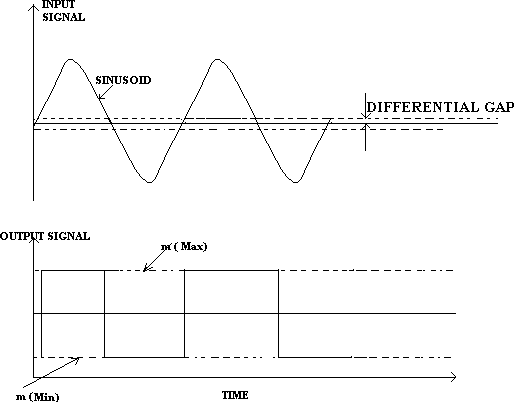 INPUT
SIGNAL
SINUSOID
DIFFERENTIAL GAP
OUTPUT SIGNAL
m ( Max)
m (Min)
TIME